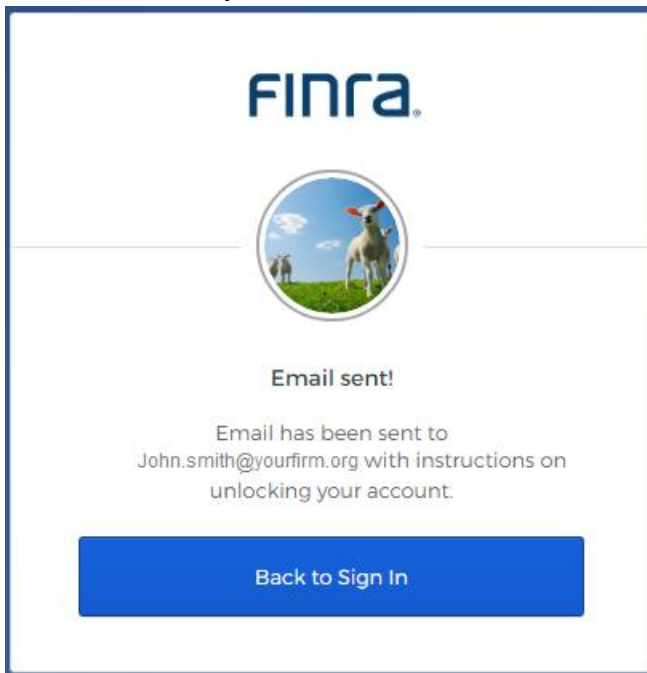 FINRA
Email sent!
Email has been sent to
John.smith@yourfirm.org with instructions on
unlocking your account.
Back to Sign In